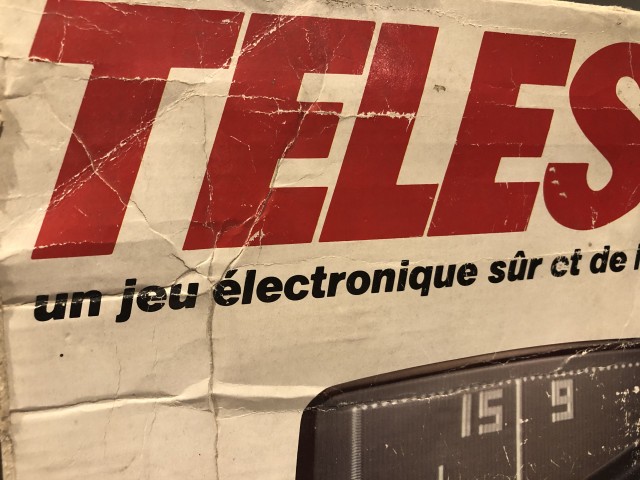 TELES
un jeu électronique sûr et de
15 9